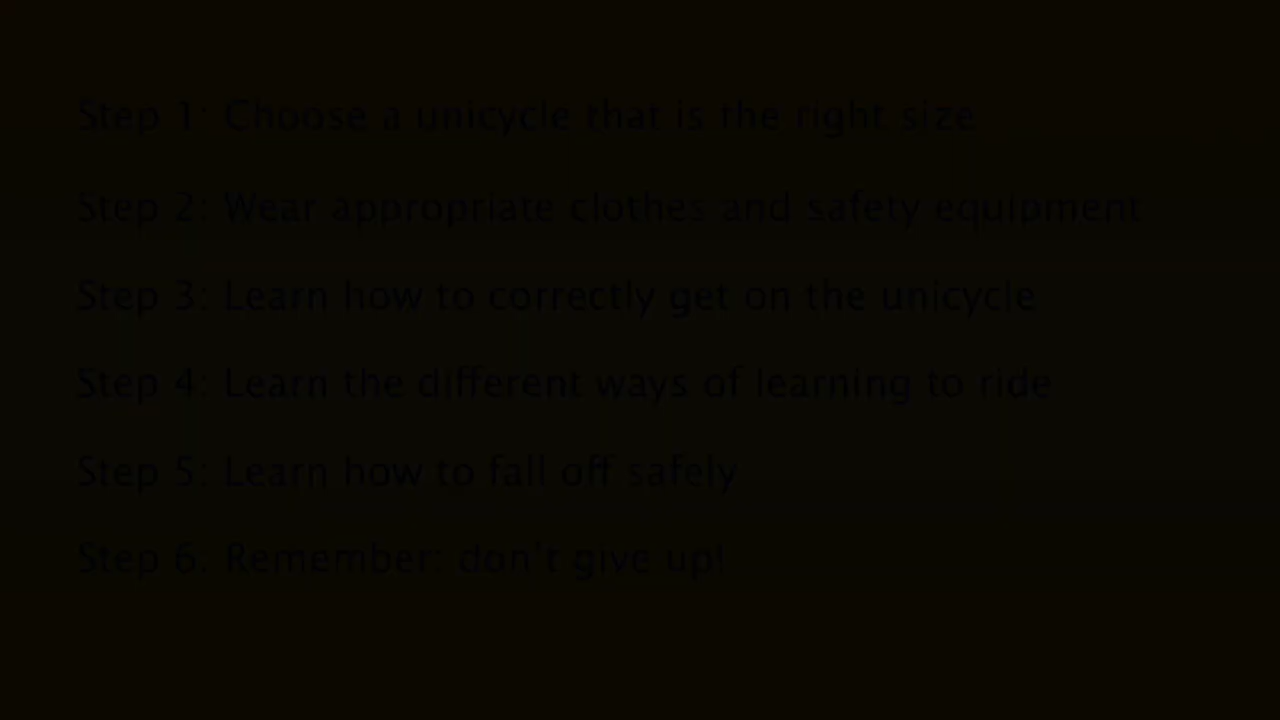 Step 1: Choose a unicycle that is the right size
Step 2: Wear appropriate clothes and safety equipment
Step 3: Learn how to correctly get on the unicycle
Step 4: Learn the different ways of learning to ride
Step 5: Learn how to fall off safely
Step 6: Remember: don't give up!